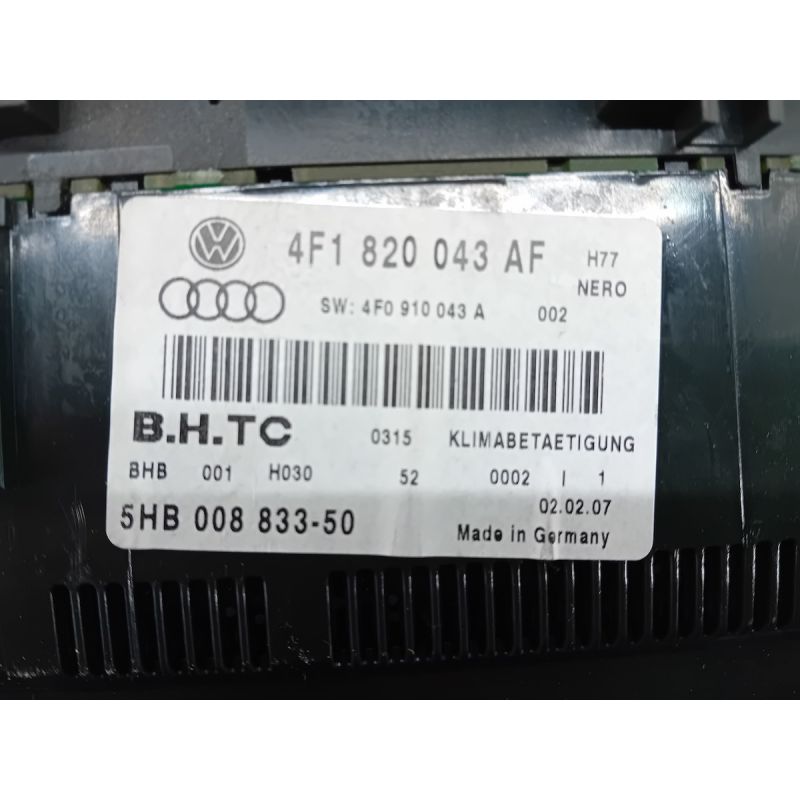 4F1 820 043 AF H77
NERO
SW: 4F0 910 043 A 002
B.H.TC 0315 KLIMABETAETIGUNG
BHB 001 H030 52 0002 I 1
02.02.07
5HB 008 833-50
Made in Germany